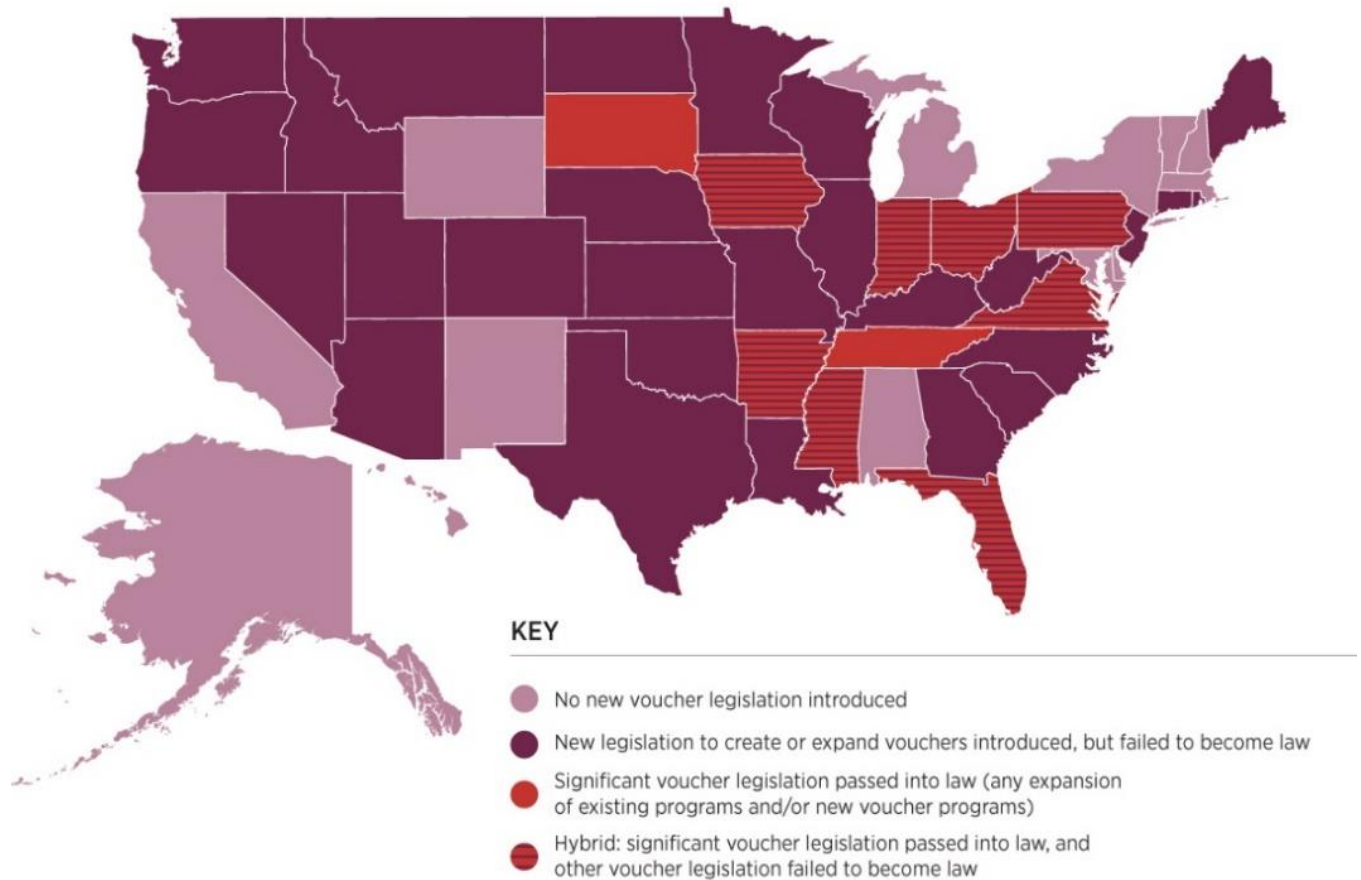 KEY
No new voucher legislation introduced
New legislation to create or expand vouchers introduced, but failed to become law
Significant voucher legislation passed into law (any expansion
of existing programs and/or new voucher programs)
Hybrid: significant voucher legislation passed into law, and
other voucher legislation failed to become law